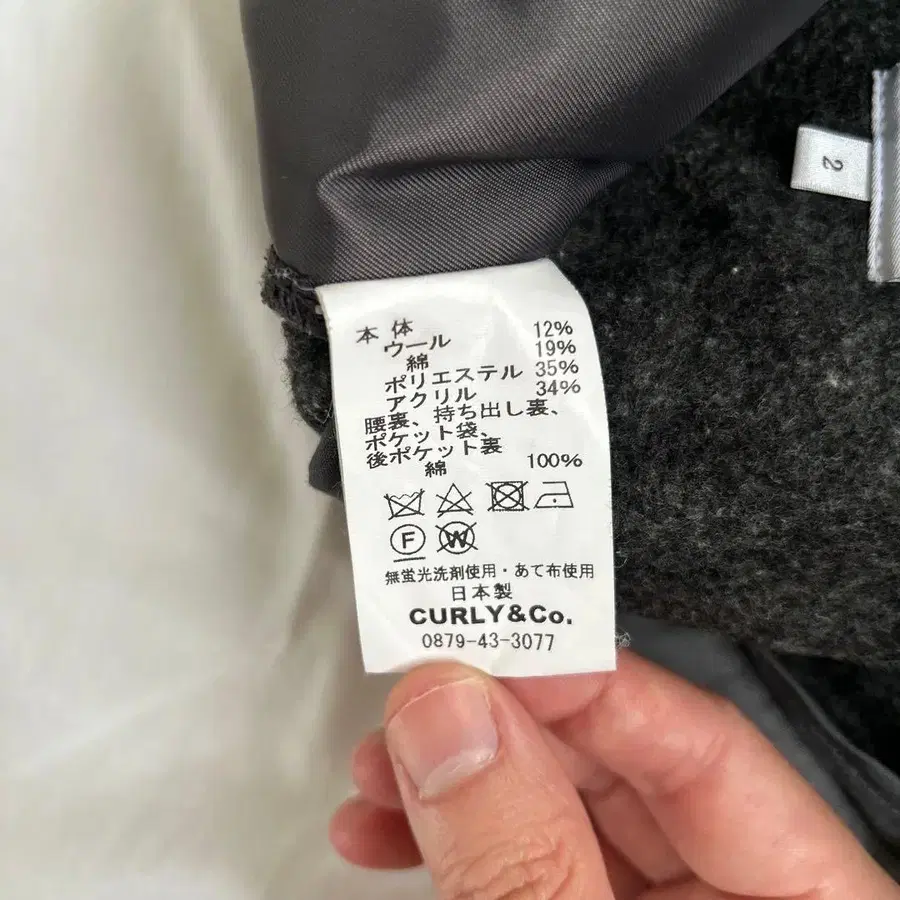 本体
ウール 12%
綿 19%
ポリエステル 35%
アクリル 34%
腰裏、持ち出し裏、
ポケット袋、
後ポケット裏
綿 100%
F
W
無蛍光洗剤使用・あて布使用
日本製
CURLY&Co.
0879-43-3077
2